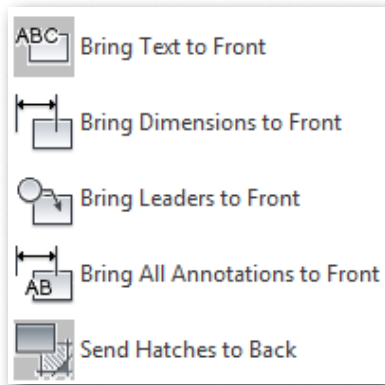 ABC Bring Text to Front
Bring Dimensions to Front
Bring Leaders to Front
AB Bring All Annotations to Front
Send Hatches to Back